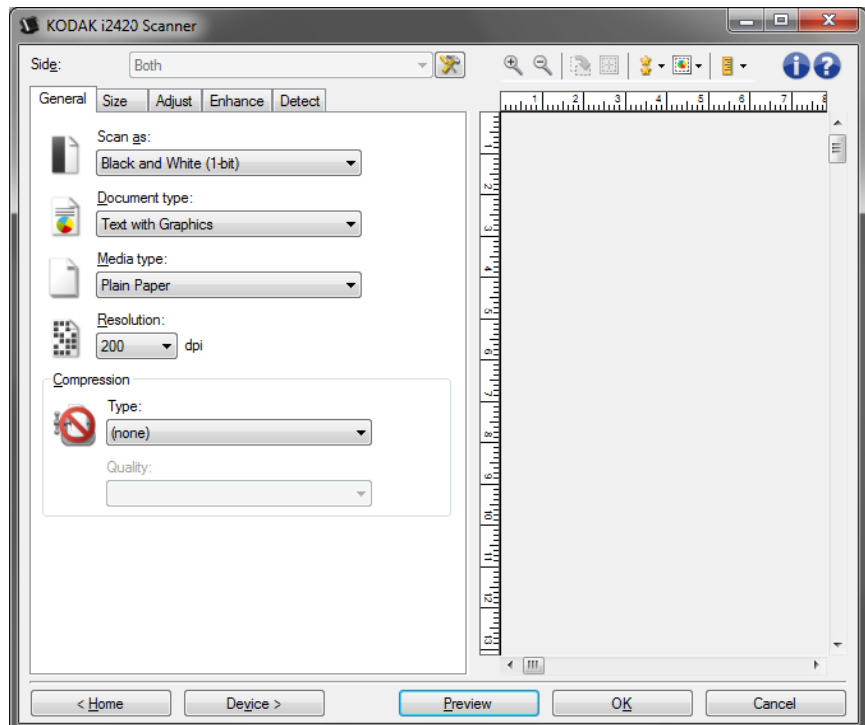 KODAK i2420 Scanner
Side: Both
General Size Adjust Enhance Detect
Scan as:
Black and White (1-bit)
Document type:
Text with Graphics
Media type:
Plain Paper
Resolution:
200 dpi
Compression
Type:
(none)
Quality:
1 2 3 4 5 6 7 8
1
2
3
4
5
6
7
8
9
10
11
12
13
< Home Device > Preview OK Cancel